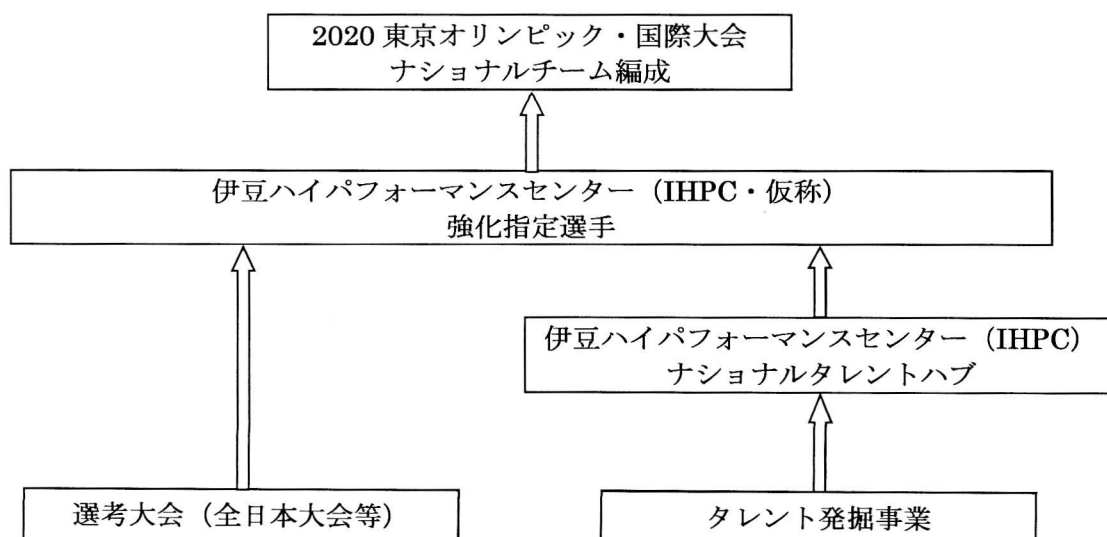 2020 東京オリンピック・国際大会
ナショナルチーム編成
伊豆ハイパフォーマンスセンター（IHPC・仮称）
強化指定選手
伊豆ハイパフォーマンスセンター（IHPC）
ナショナルタレントハブ
選考大会（全日本大会等）
タレント発掘事業